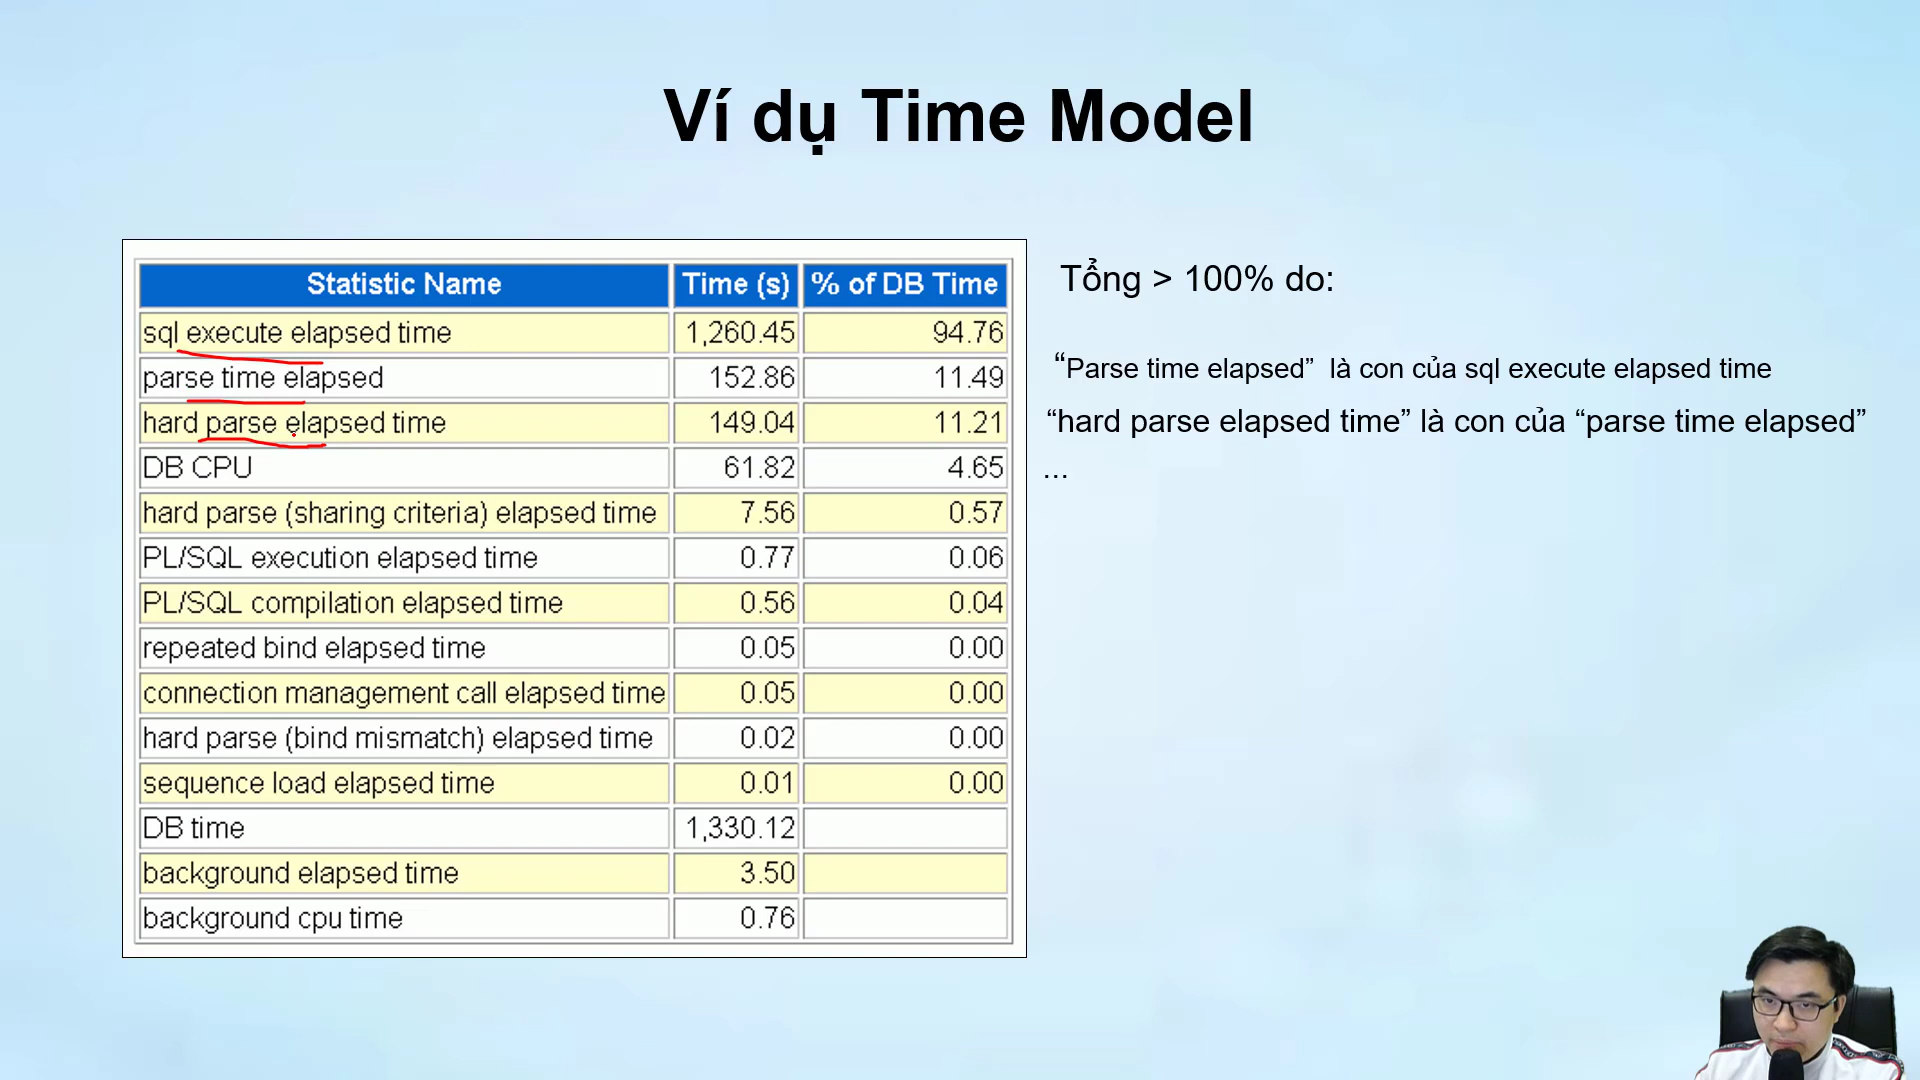 Ví dụ Time Model
Statistic Name Time (s) % of DB Time
sql execute elapsed time 1,260.45 94.76
parse time elapsed 152.86 11.49
hard parse elapsed time 149.04 11.21
DB CPU 61.82 4.65
hard parse (sharing criteria) elapsed time 7.56 0.57
PL/SQL execution elapsed time 0.77 0.06
PL/SQL compilation elapsed time 0.56 0.04
repeated bind elapsed time 0.05 0.00
connection management call elapsed time 0.05 0.00
hard parse (bind mismatch) elapsed time 0.02 0.00
sequence load elapsed time 0.01 0.00
DB time 1,330.12
background elapsed time 3.50
background cpu time 0.76
Tổng > 100% do:
“Parse time elapsed” là con của sql execute elapsed time
“hard parse elapsed time” là con của “parse time elapsed”
...